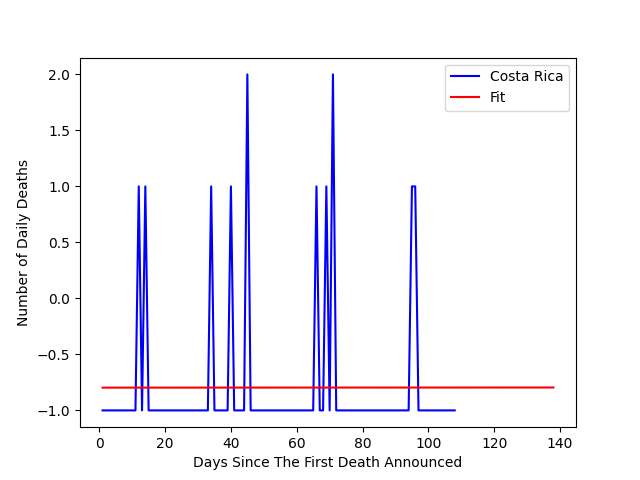 Costa Rica
Fit
Number of Daily Deaths
2.0
1.5
1.0
0.5
0.0
−0.5
−1.0
0 20 40 60 80 100 120 140
Days Since The First Death Announced